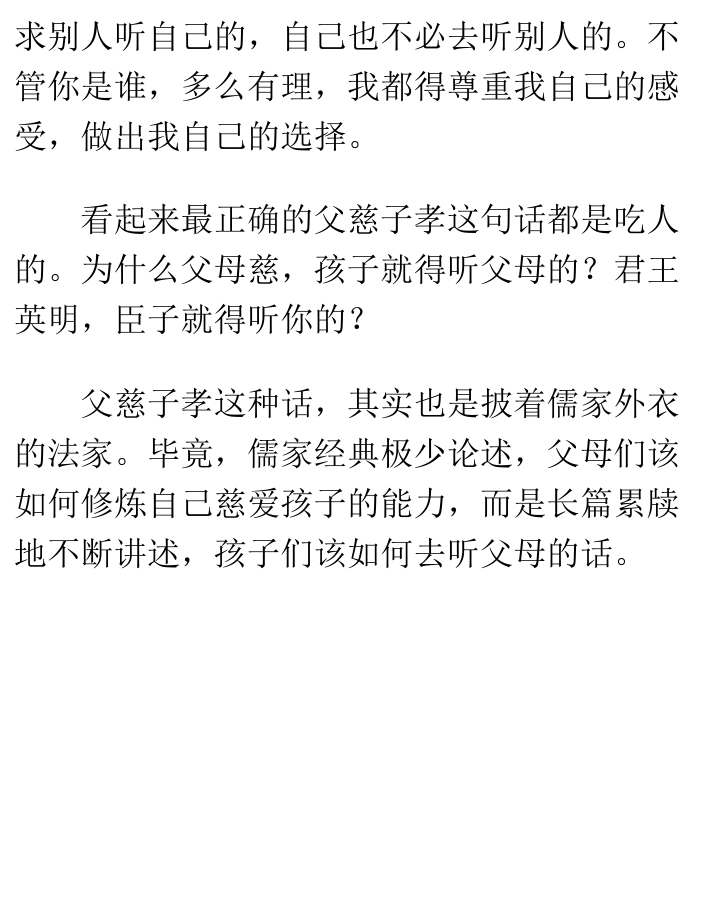 求别人听自己的，自己也不必去听别人的。不
管你是谁，多么有理，我都得尊重我自己的感
受，做出我自己的选择。
看起来最正确的父慈子孝这句话都是吃人
的。为什么父母慈，孩子就得听父母的？君王
英明，臣子就得听你的？
父慈子孝这种话，其实也是披着儒家外衣
的法家。毕竟，儒家经典极少论述，父母们该
如何修炼自己慈爱孩子的能力，而是长篇累牍
地不断讲述，孩子们该如何去听父母的话。